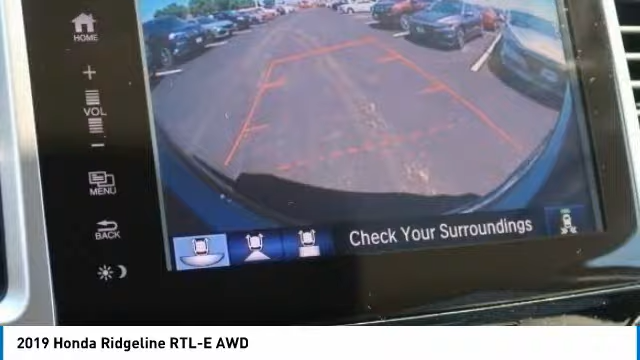 HOME
+
VOL
-
MENU
BACK
Check Your Surroundings
2019 Honda Ridgeline RTL-E AWD